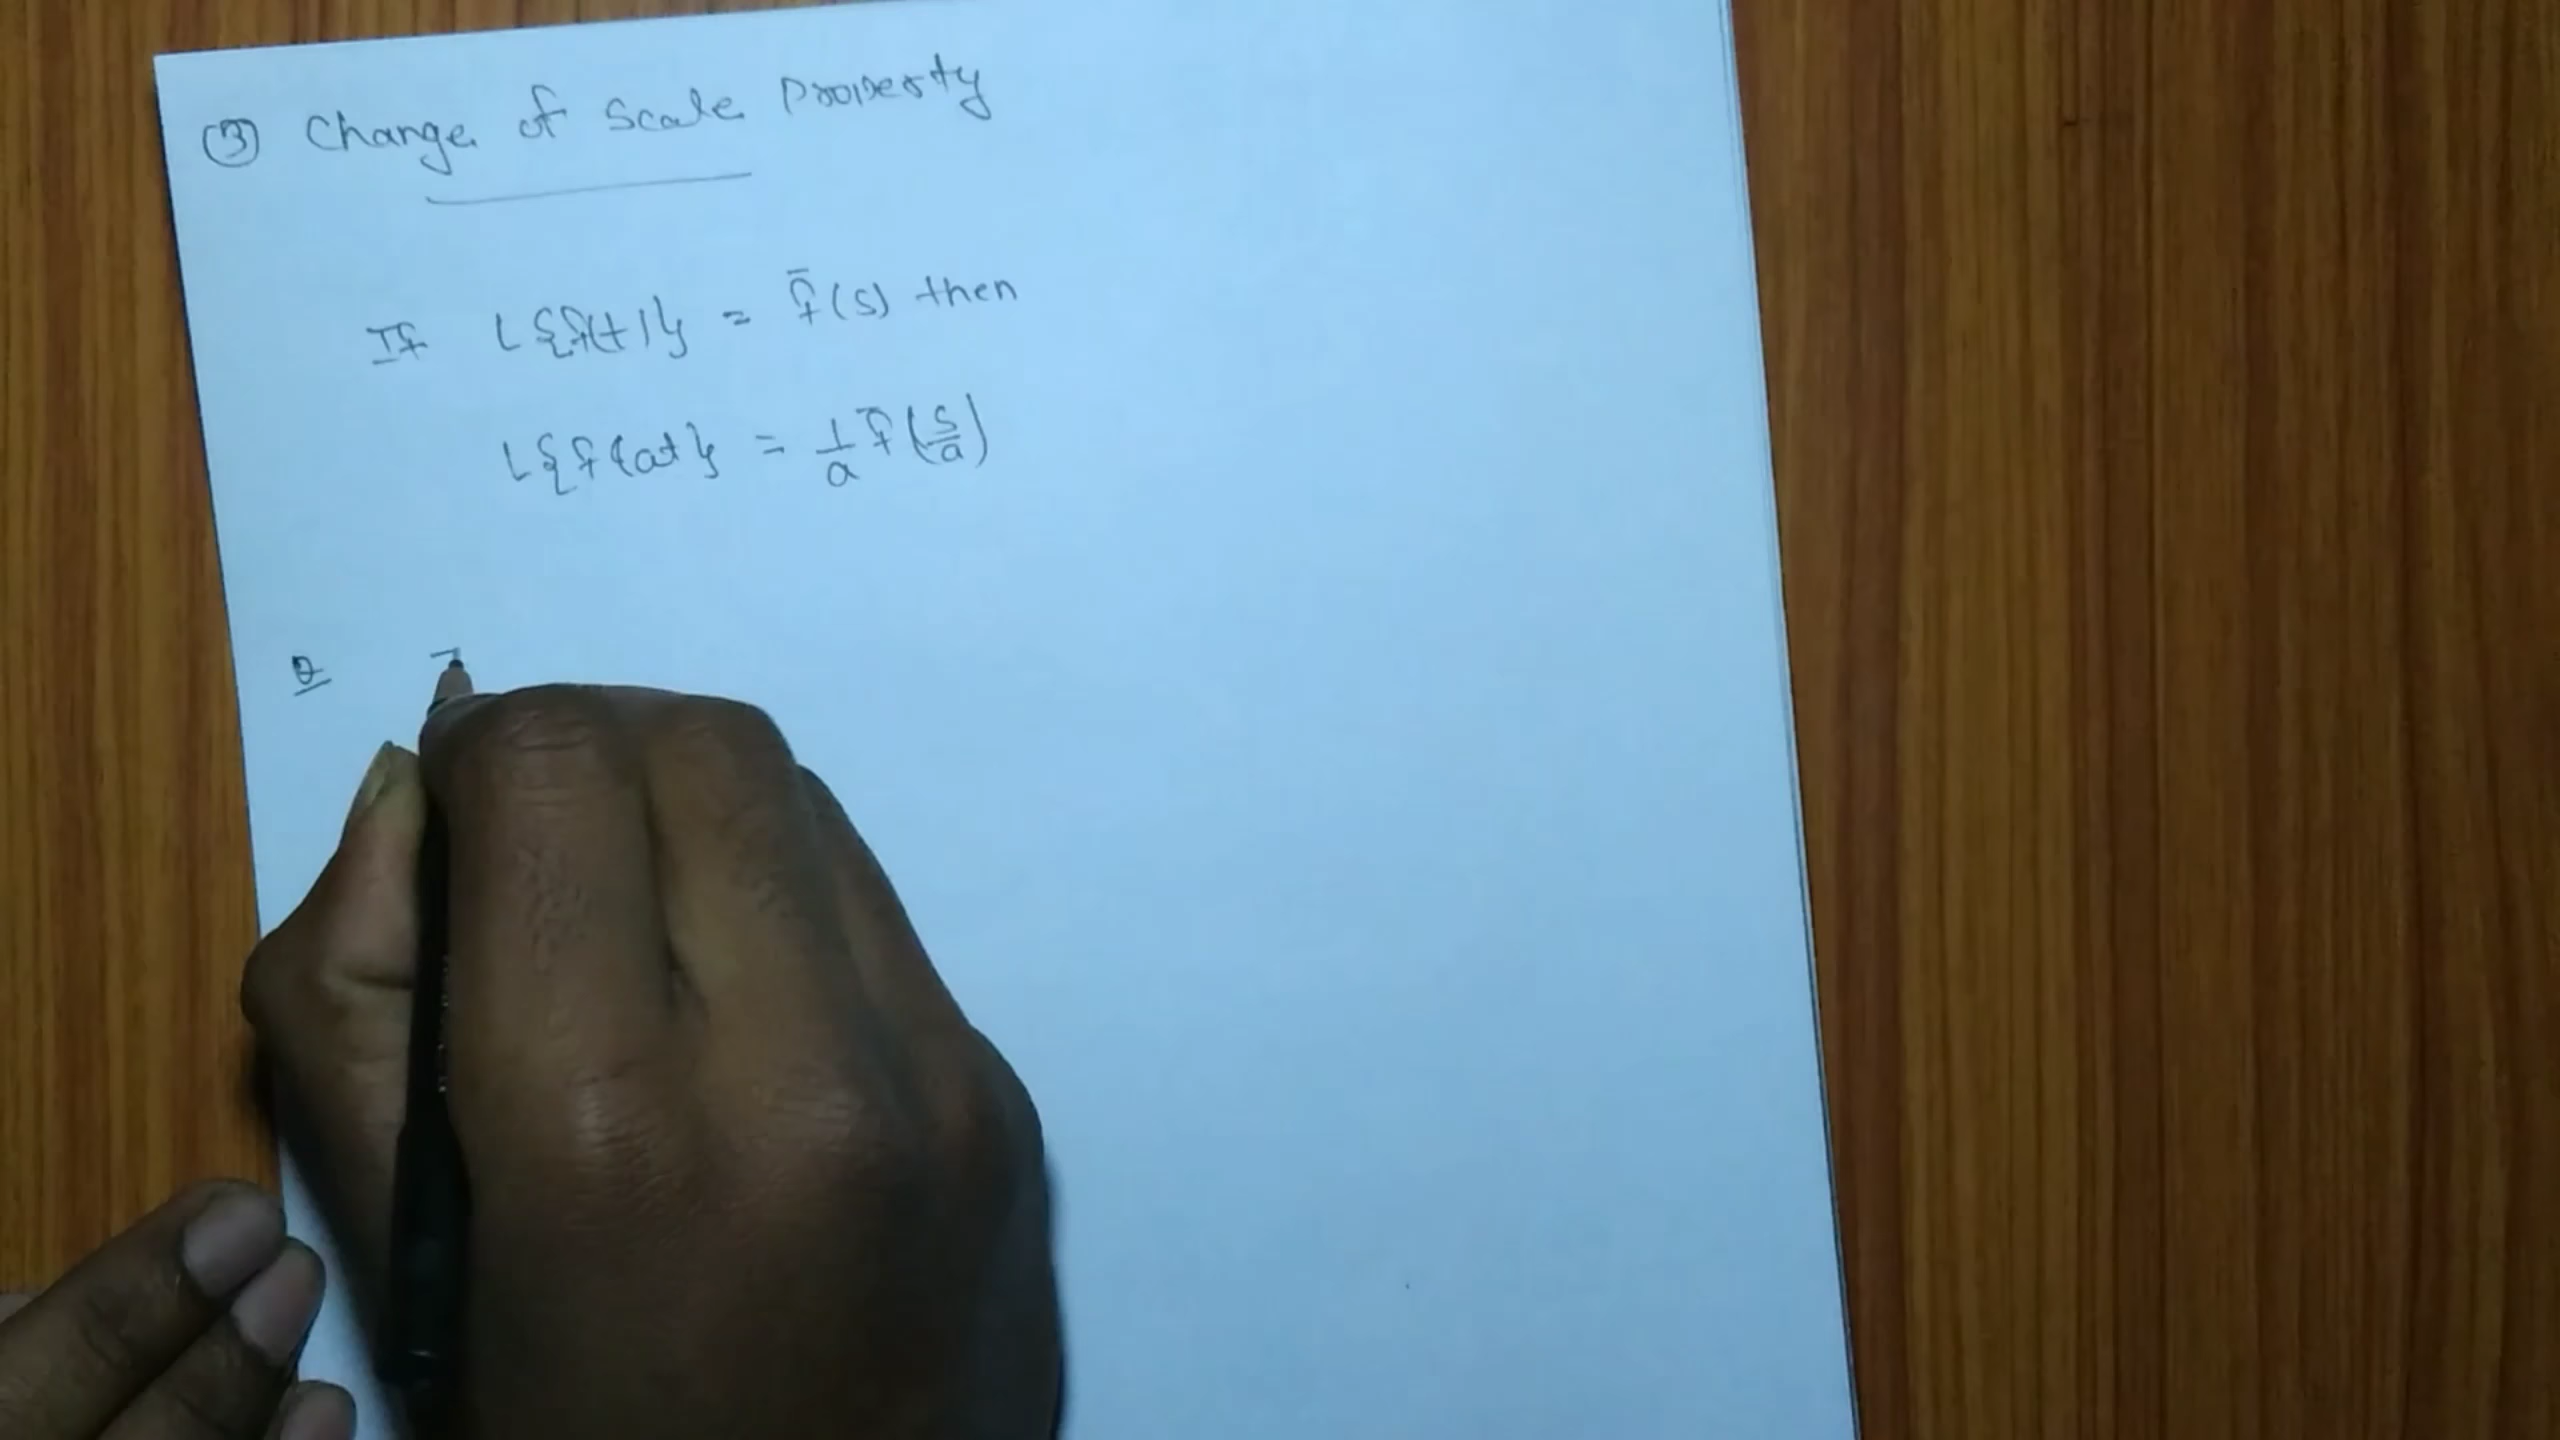 ③ Change of Scale Property
If L{f(t)} = f̄(s) then
L{f{at} = 1/a f̄(s/a)
Q